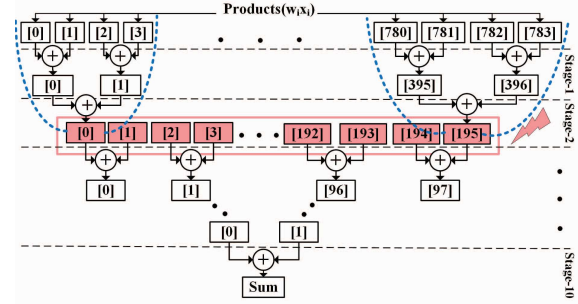 Products(wᵢxᵢ)
[0] [1] [2] [3] . . . [780] [781] [782] [783]
+ + + +
[0] [1] [395] [396]
Stage-1
+ +
Stage-2
[0] [1] [2] [3] . . . [192] [193] [194] [195]
+ + + +
[0] [1] [96] [97]
[0] [1]
+
Stage-10
Sum